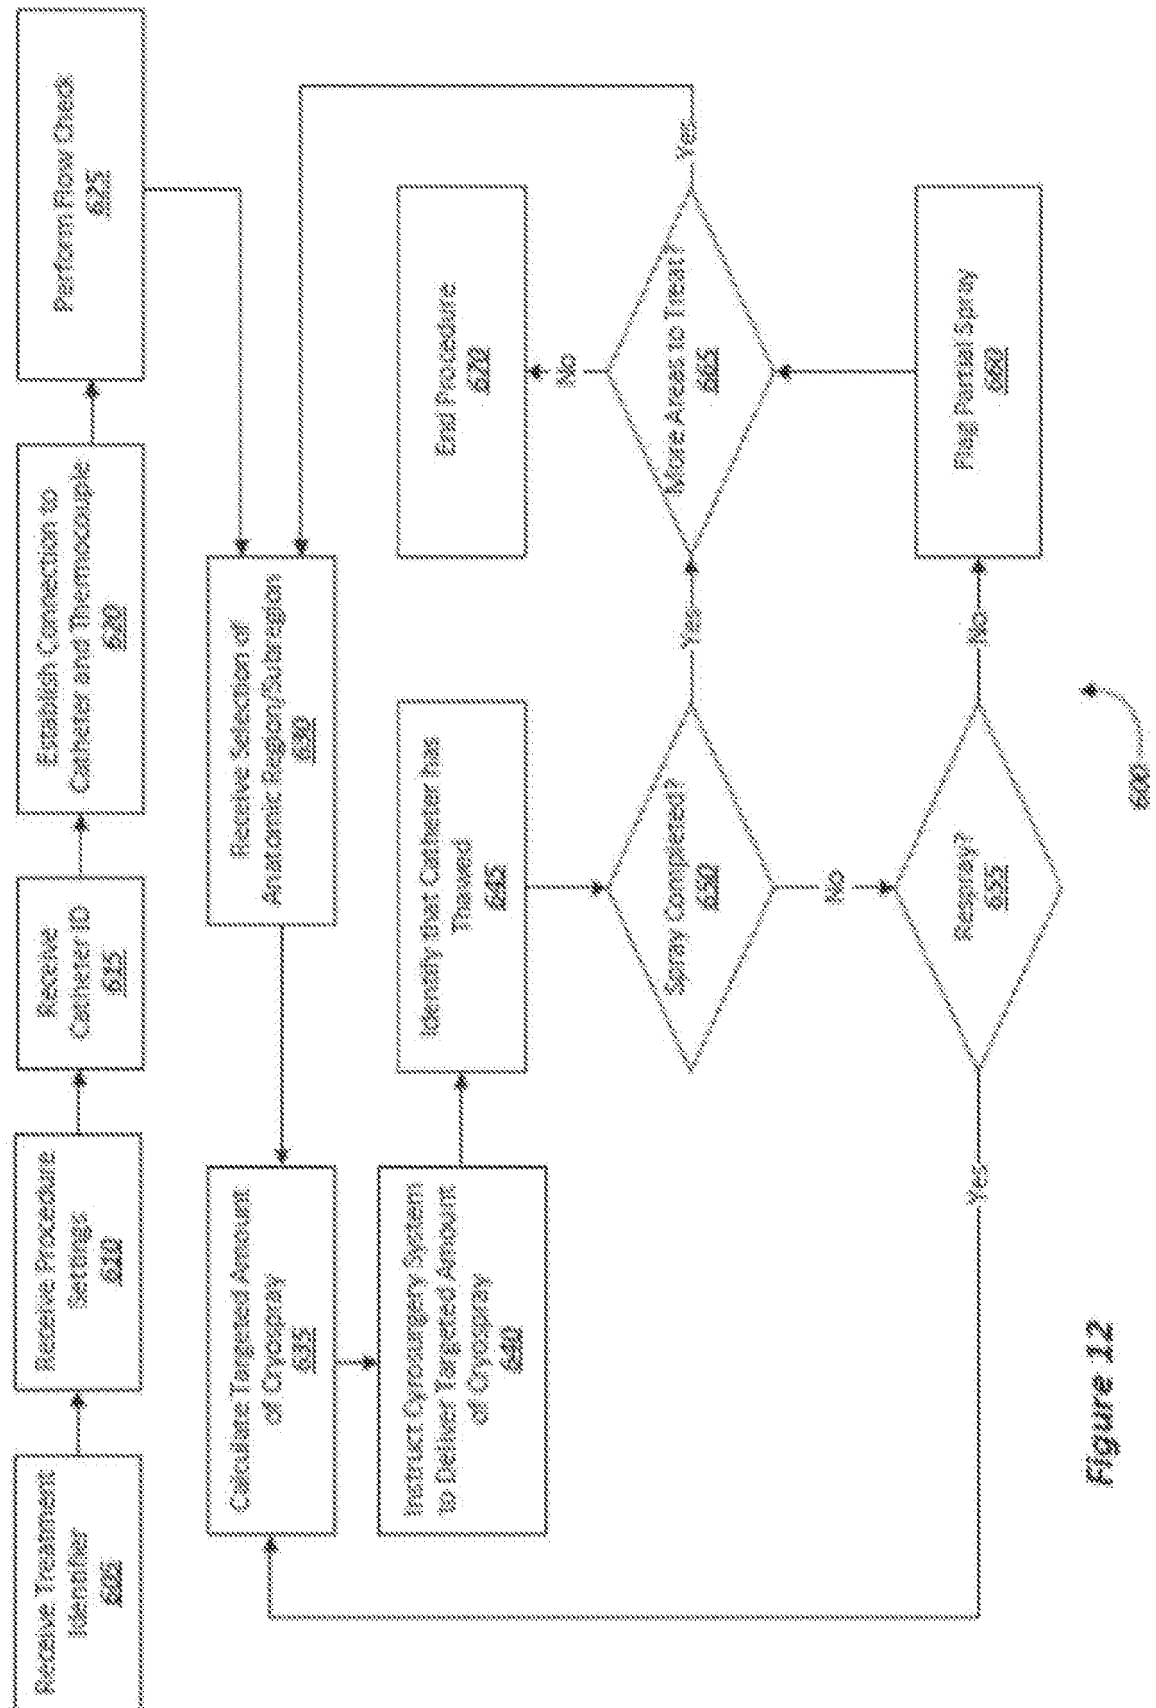 Receive Treatment
Identifier
605
Receive Procedure
Settings
610
Receive
Catheter ID
615
Establish Connection to
Catheter and Thermocouple
620
Perform Flow Check
625
Receive Selection of
Anatomic Region/Subregion
630
Calculate Targeted Amount
of Cryospray
635
Instruct Cyrosurgery System
to Deliver Targeted Amount
of Cryospray
640
Identify that Catheter has
Thawed
645
Spray Completed?
650
Yes
No
Respray?
655
Yes
No
Flag Partial Spray
660
More Areas to Treat?
665
Yes
No
End Procedure
670
600
Figure 12